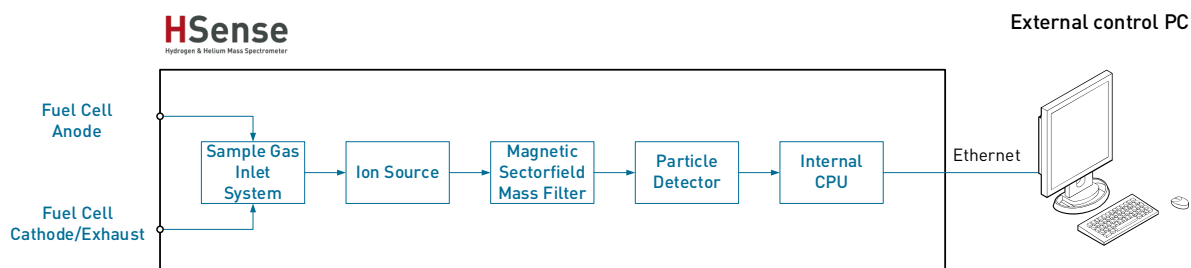 HSense
Hydrogen & Helium Mass Spectrometer
External control PC
Fuel Cell
Anode
Sample Gas
Inlet
System
Ion Source
Magnetic
Sectorfield
Mass Filter
Particle
Detector
Internal
CPU
Ethernet
Fuel Cell
Cathode/Exhaust